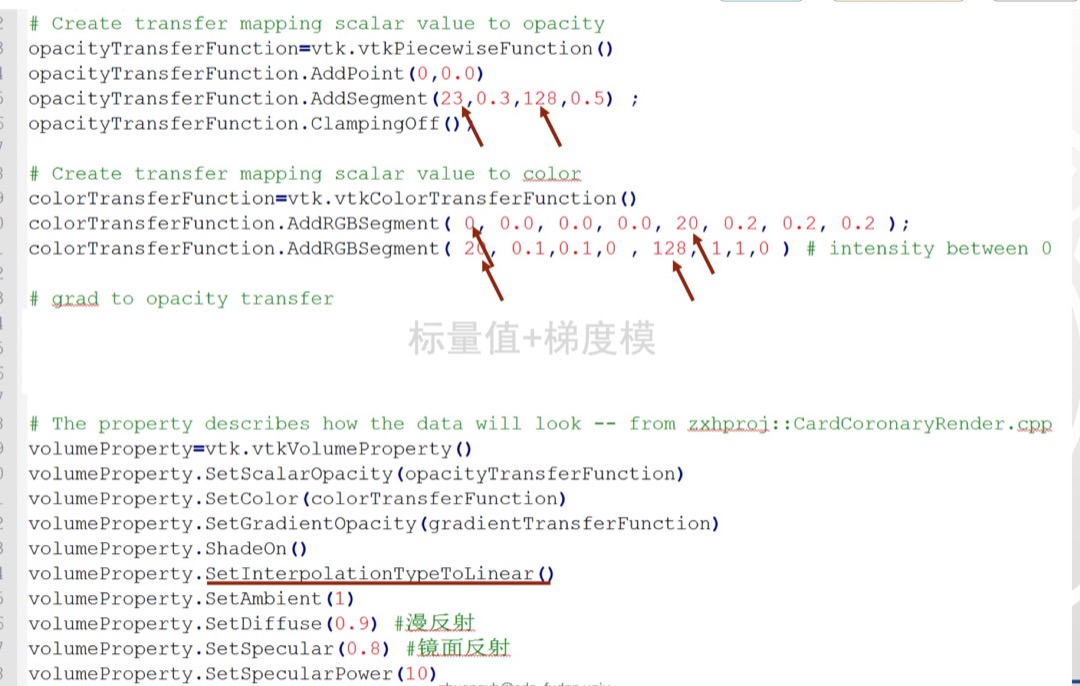 # Create transfer mapping scalar value to opacity
opacityTransferFunction=vtk.vtkPiecewiseFunction()
opacityTransferFunction.AddPoint(0,0.0)
opacityTransferFunction.AddSegment(23,0.3,128,0.5) ;
opacityTransferFunction.ClampingOff()
# Create transfer mapping scalar value to color
colorTransferFunction=vtk.vtkColorTransferFunction()
colorTransferFunction.AddRGBSegment( 0, 0.0, 0.0, 0.0, 20, 0.2, 0.2, 0.2 );
colorTransferFunction.AddRGBSegment( 20, 0.1,0.1,0 , 128, 1,1,0 ) # intensity between 0
# grad to opacity transfer
标量值+梯度模
# The property describes how the data will look -- from zxhproj::CardCoronaryRender.cpp
volumeProperty=vtk.vtkVolumeProperty()
volumeProperty.SetScalarOpacity(opacityTransferFunction)
volumeProperty.SetColor(colorTransferFunction)
volumeProperty.SetGradientOpacity(gradientTransferFunction)
volumeProperty.ShadeOn()
volumeProperty.SetInterpolationTypeToLinear()
volumeProperty.SetAmbient(1)
volumeProperty.SetDiffuse(0.9) #漫反射
volumeProperty.SetSpecular(0.8) #镜面反射
volumeProperty.SetSpecularPower(10)